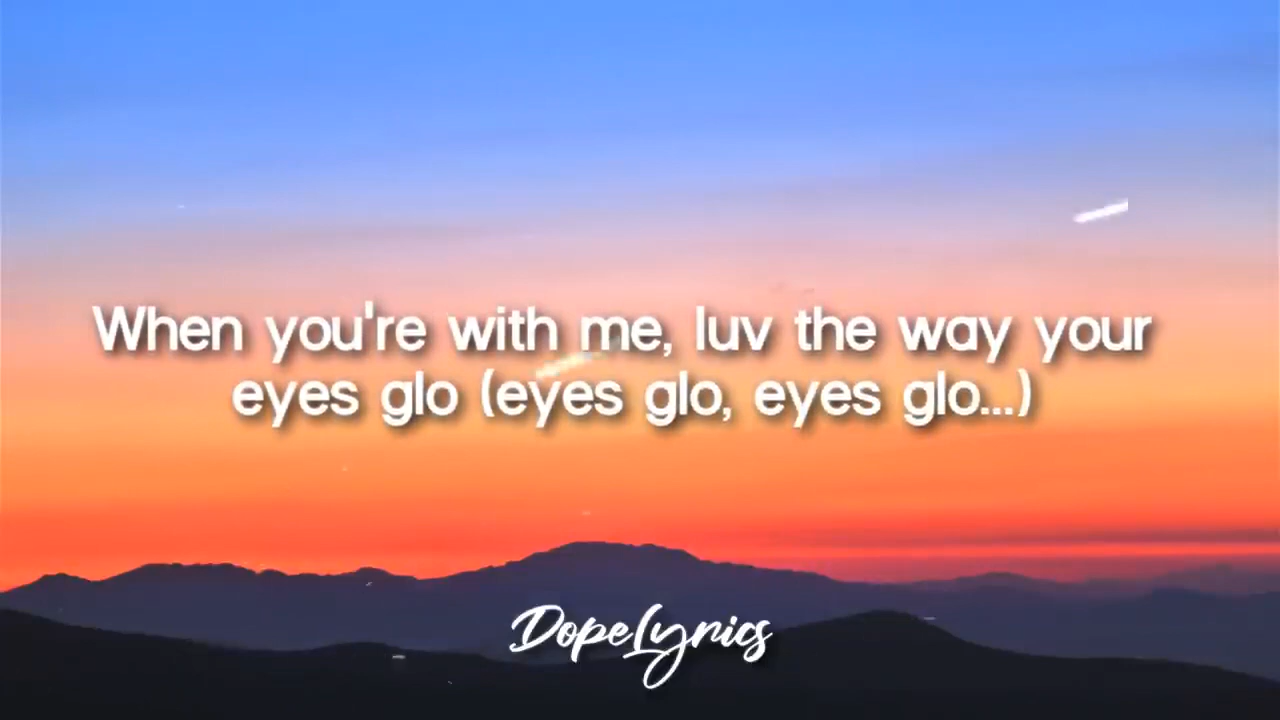 When you're with me, luv the way your
eyes glo (eyes glo, eyes glo...)
DopeLyrics